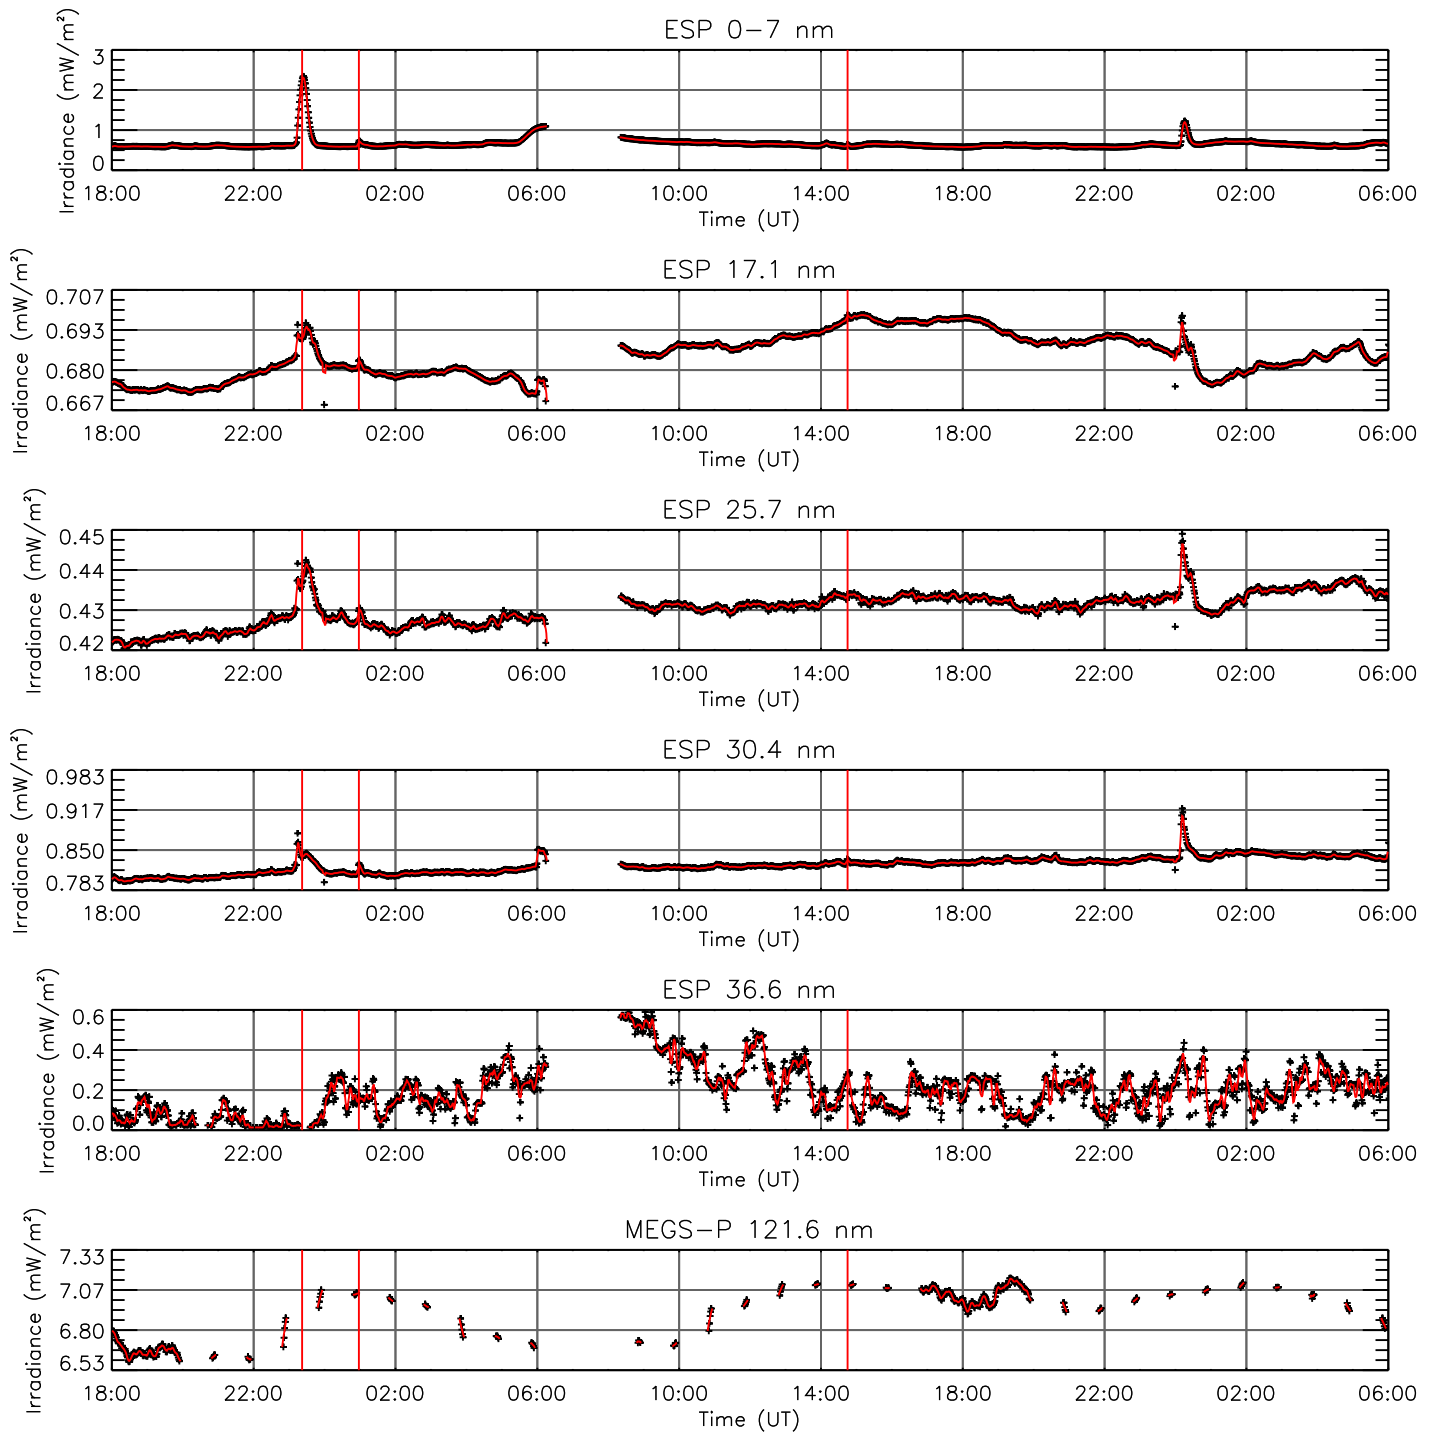 ESP 0-7 nm
Irradiance (mW/m²)
3
2
1
0
18:00 22:00 02:00 06:00 10:00 14:00 18:00 22:00 02:00 06:00
Time (UT)
ESP 17.1 nm
Irradiance (mW/m²)
0.707
0.693
0.680
0.667
18:00 22:00 02:00 06:00 10:00 14:00 18:00 22:00 02:00 06:00
Time (UT)
ESP 25.7 nm
Irradiance (mW/m²)
0.45
0.44
0.43
0.42
18:00 22:00 02:00 06:00 10:00 14:00 18:00 22:00 02:00 06:00
Time (UT)
ESP 30.4 nm
Irradiance (mW/m²)
0.983
0.917
0.850
0.783
18:00 22:00 02:00 06:00 10:00 14:00 18:00 22:00 02:00 06:00
Time (UT)
ESP 36.6 nm
Irradiance (mW/m²)
0.6
0.4
0.2
0.0
18:00 22:00 02:00 06:00 10:00 14:00 18:00 22:00 02:00 06:00
Time (UT)
MEGS-P 121.6 nm
Irradiance (mW/m²)
7.33
7.07
6.80
6.53
18:00 22:00 02:00 06:00 10:00 14:00 18:00 22:00 02:00 06:00
Time (UT)